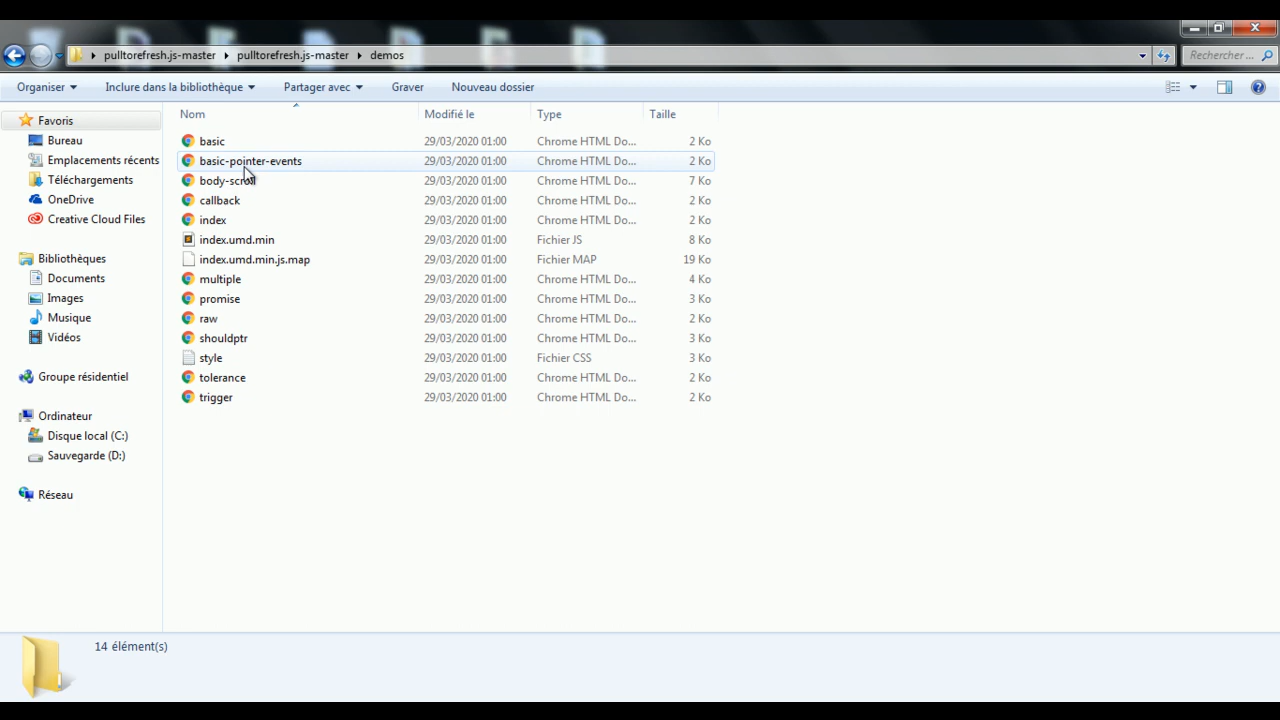 pulltorefresh.js-master pulltorefresh.js-master demos Rechercher ...
Organiser Inclure dans la bibliothèque Partager avec Graver Nouveau dossier
Favoris
Bureau
Emplacements récents
Téléchargements
OneDrive
Creative Cloud Files
Bibliothèques
Documents
Images
Musique
Vidéos
Groupe résidentiel
Ordinateur
Disque local (C:)
Sauvegarde (D:)
Réseau
Nom Modifié le Type Taille
basic 29/03/2020 01:00 Chrome HTML Do... 2 Ko
basic-pointer-events 29/03/2020 01:00 Chrome HTML Do... 2 Ko
body-scroll 29/03/2020 01:00 Chrome HTML Do... 7 Ko
callback 29/03/2020 01:00 Chrome HTML Do... 2 Ko
index 29/03/2020 01:00 Chrome HTML Do... 2 Ko
index.umd.min 29/03/2020 01:00 Fichier JS 8 Ko
index.umd.min.js.map 29/03/2020 01:00 Fichier MAP 19 Ko
multiple 29/03/2020 01:00 Chrome HTML Do... 4 Ko
promise 29/03/2020 01:00 Chrome HTML Do... 3 Ko
raw 29/03/2020 01:00 Chrome HTML Do... 2 Ko
shouldptr 29/03/2020 01:00 Chrome HTML Do... 3 Ko
style 29/03/2020 01:00 Fichier CSS 3 Ko
tolerance 29/03/2020 01:00 Chrome HTML Do... 2 Ko
trigger 29/03/2020 01:00 Chrome HTML Do... 2 Ko
14 élément(s)